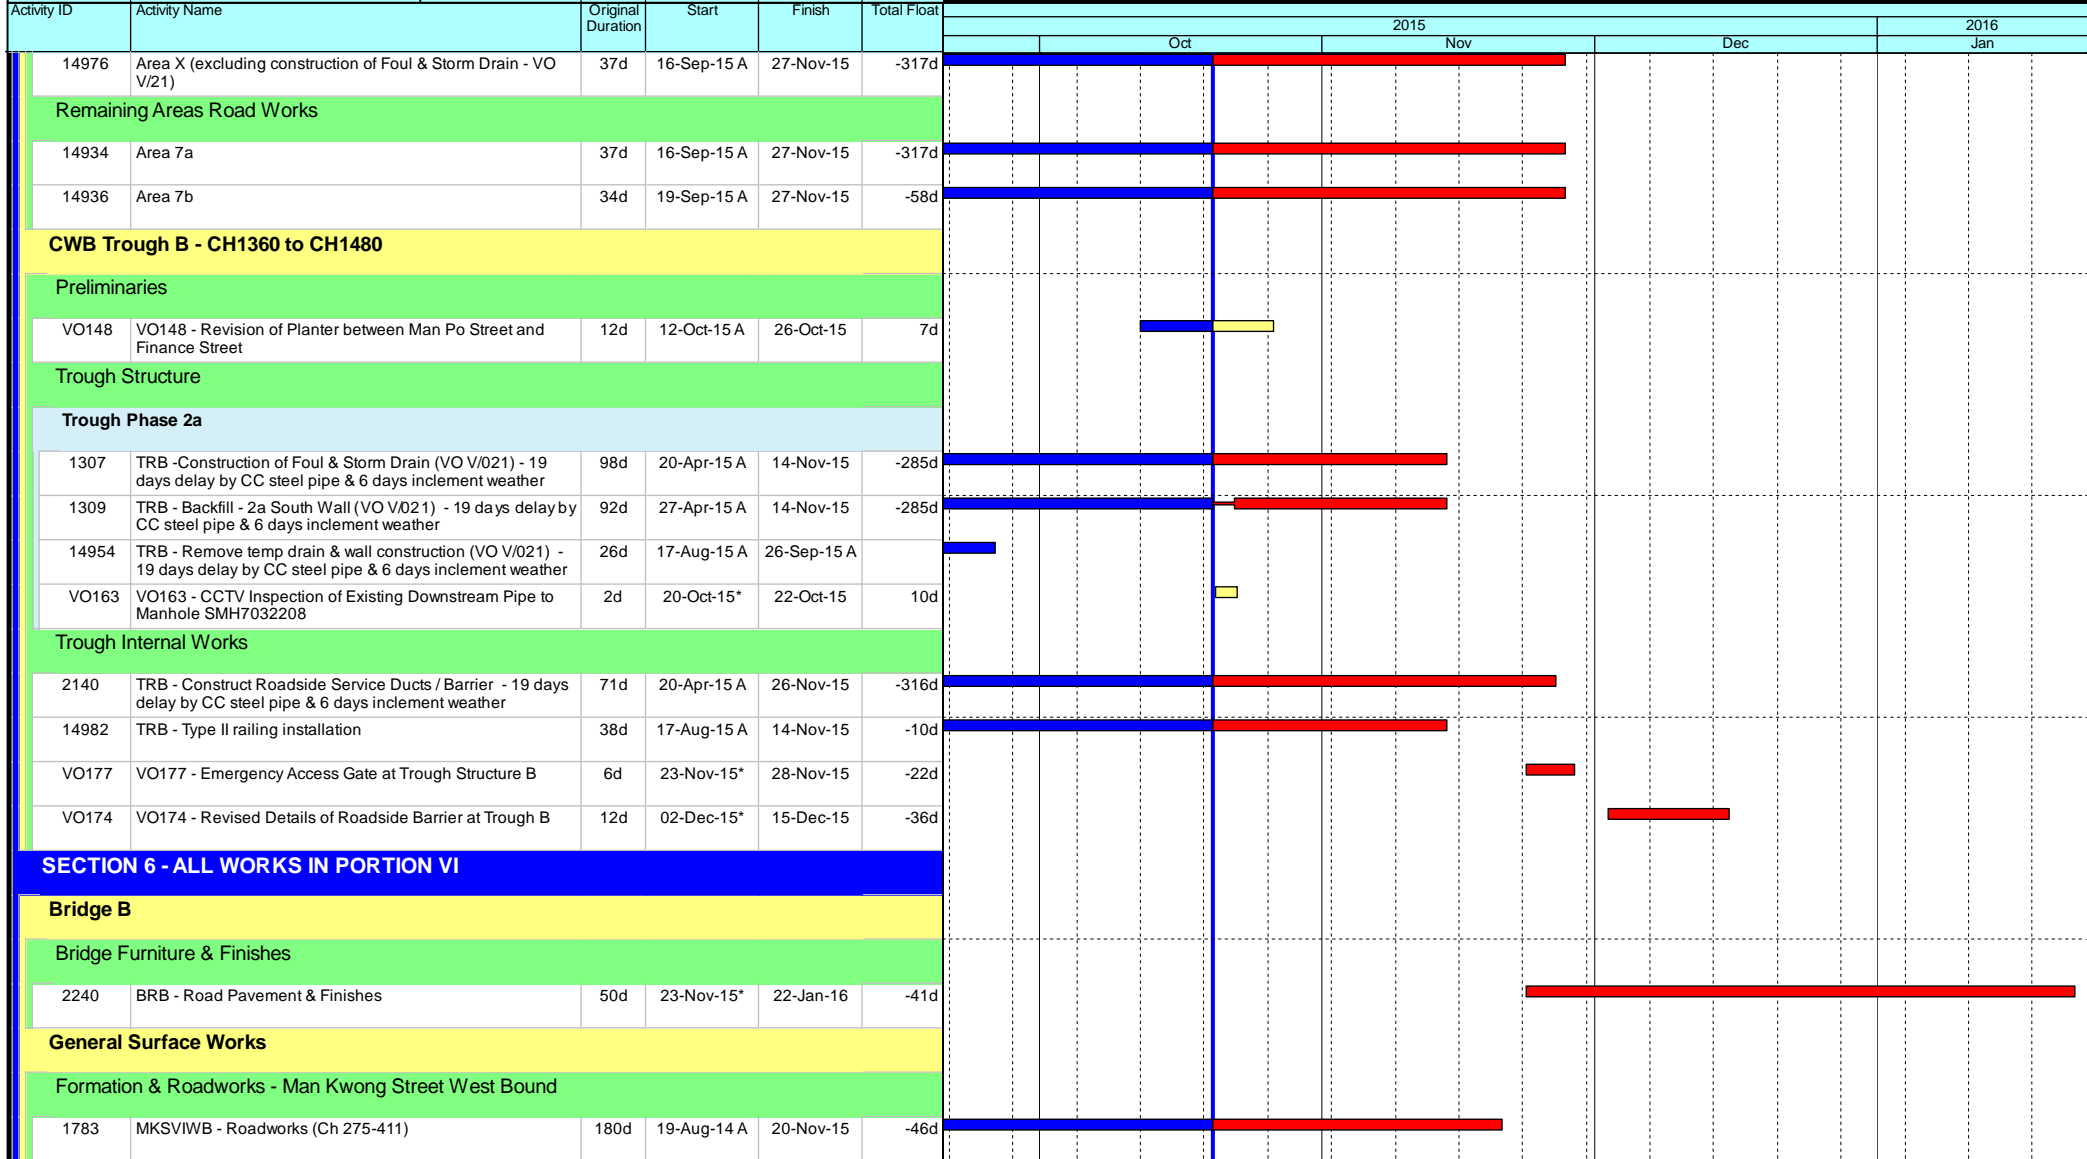 Activity ID Activity Name Original Start Finish Total Float
Duration
2015 2016
Oct Nov Dec Jan
14976 Area X (excluding construction of Foul & Storm Drain - VO 37d 16-Sep-15 A 27-Nov-15 -317d
V/21)
Remaining Areas Road Works
14934 Area 7a 37d 16-Sep-15 A 27-Nov-15 -317d
14936 Area 7b 34d 19-Sep-15 A 27-Nov-15 -58d
CWB Trough B - CH1360 to CH1480
Preliminaries
VO148 VO148 - Revision of Planter between Man Po Street and 12d 12-Oct-15 A 26-Oct-15 7d
Finance Street
Trough Structure
Trough Phase 2a
1307 TRB -Construction of Foul & Storm Drain (VO V/021) - 19 98d 20-Apr-15 A 14-Nov-15 -285d
days delay by CC steel pipe & 6 days inclement weather
1309 TRB - Backfill - 2a South Wall (VO V/021) - 19 days delay by 92d 27-Apr-15 A 14-Nov-15 -285d
CC steel pipe & 6 days inclement weather
14954 TRB - Remove temp drain & wall construction (VO V/021) - 26d 17-Aug-15 A 26-Sep-15 A
19 days delay by CC steel pipe & 6 days inclement weather
VO163 VO163 - CCTV Inspection of Existing Downstream Pipe to 2d 20-Oct-15* 22-Oct-15 10d
Manhole SMH7032208
Trough Internal Works
2140 TRB - Construct Roadside Service Ducts / Barrier - 19 days 71d 20-Apr-15 A 26-Nov-15 -316d
delay by CC steel pipe & 6 days inclement weather
14982 TRB - Type II railing installation 38d 17-Aug-15 A 14-Nov-15 -10d
VO177 VO177 - Emergency Access Gate at Trough Structure B 6d 23-Nov-15* 28-Nov-15 -22d
VO174 VO174 - Revised Details of Roadside Barrier at Trough B 12d 02-Dec-15* 15-Dec-15 -36d
SECTION 6 - ALL WORKS IN PORTION VI
Bridge B
Bridge Furniture & Finishes
2240 BRB - Road Pavement & Finishes 50d 23-Nov-15* 22-Jan-16 -41d
General Surface Works
Formation & Roadworks - Man Kwong Street West Bound
1783 MKSVIWB - Roadworks (Ch 275-411) 180d 19-Aug-14 A 20-Nov-15 -46d